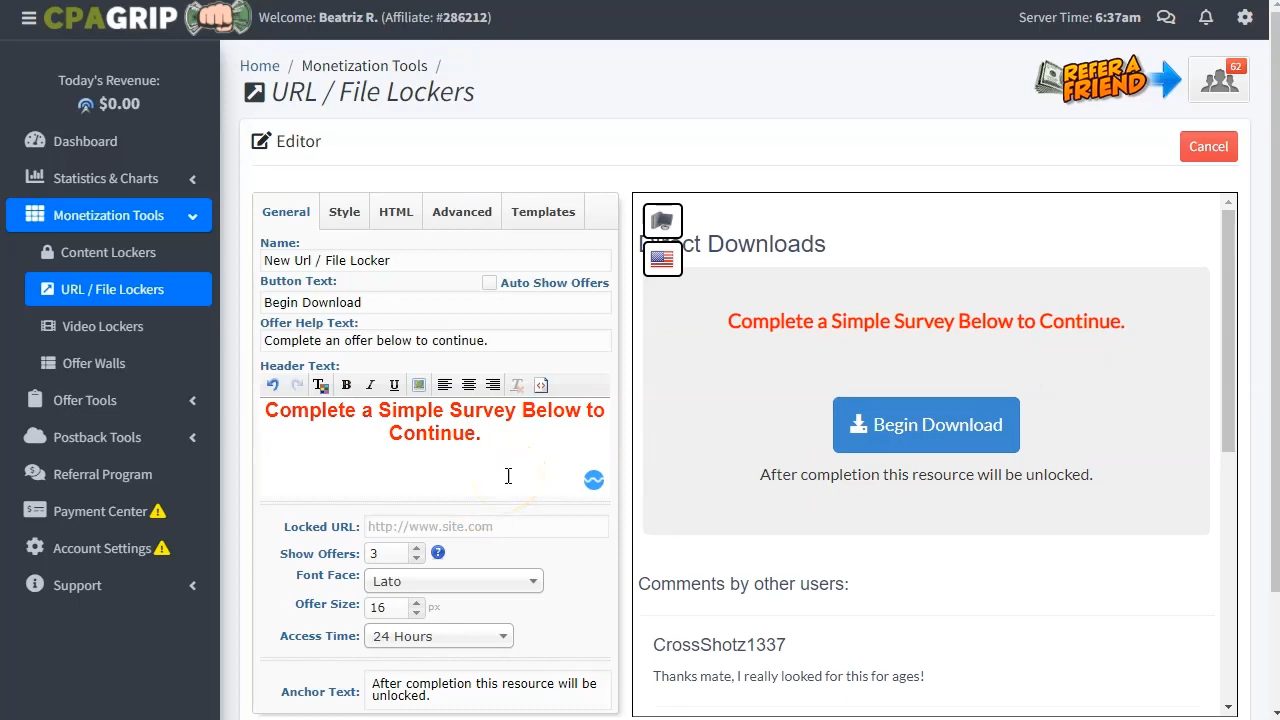 CPAGRIP
Welcome: Beatriz R. (Affiliate: #286212)
Server Time: 6:37am
Today's Revenue:
$0.00
Dashboard
Statistics & Charts
Monetization Tools
Content Lockers
URL / File Lockers
Video Lockers
Offer Walls
Offer Tools
Postback Tools
Referral Program
Payment Center
Account Settings
Support
Home / Monetization Tools /
URL / File Lockers
REFER A
FRIEND
62
Editor
Cancel
General
Style
HTML
Advanced
Templates
Name:
New Url / File Locker
Button Text:
Auto Show Offers
Begin Download
Offer Help Text:
Complete an offer below to continue.
Header Text:
B I U
Complete a Simple Survey Below to
Continue.
Locked URL: http://www.site.com
Show Offers: 3
Font Face: Lato
Offer Size: 16 px
Access Time: 24 Hours
Anchor Text: After completion this resource will be
unlocked.
Direct Downloads
Complete a Simple Survey Below to Continue.
Begin Download
After completion this resource will be unlocked.
Comments by other users:
CrossShotz1337
Thanks mate, I really looked for this for ages!